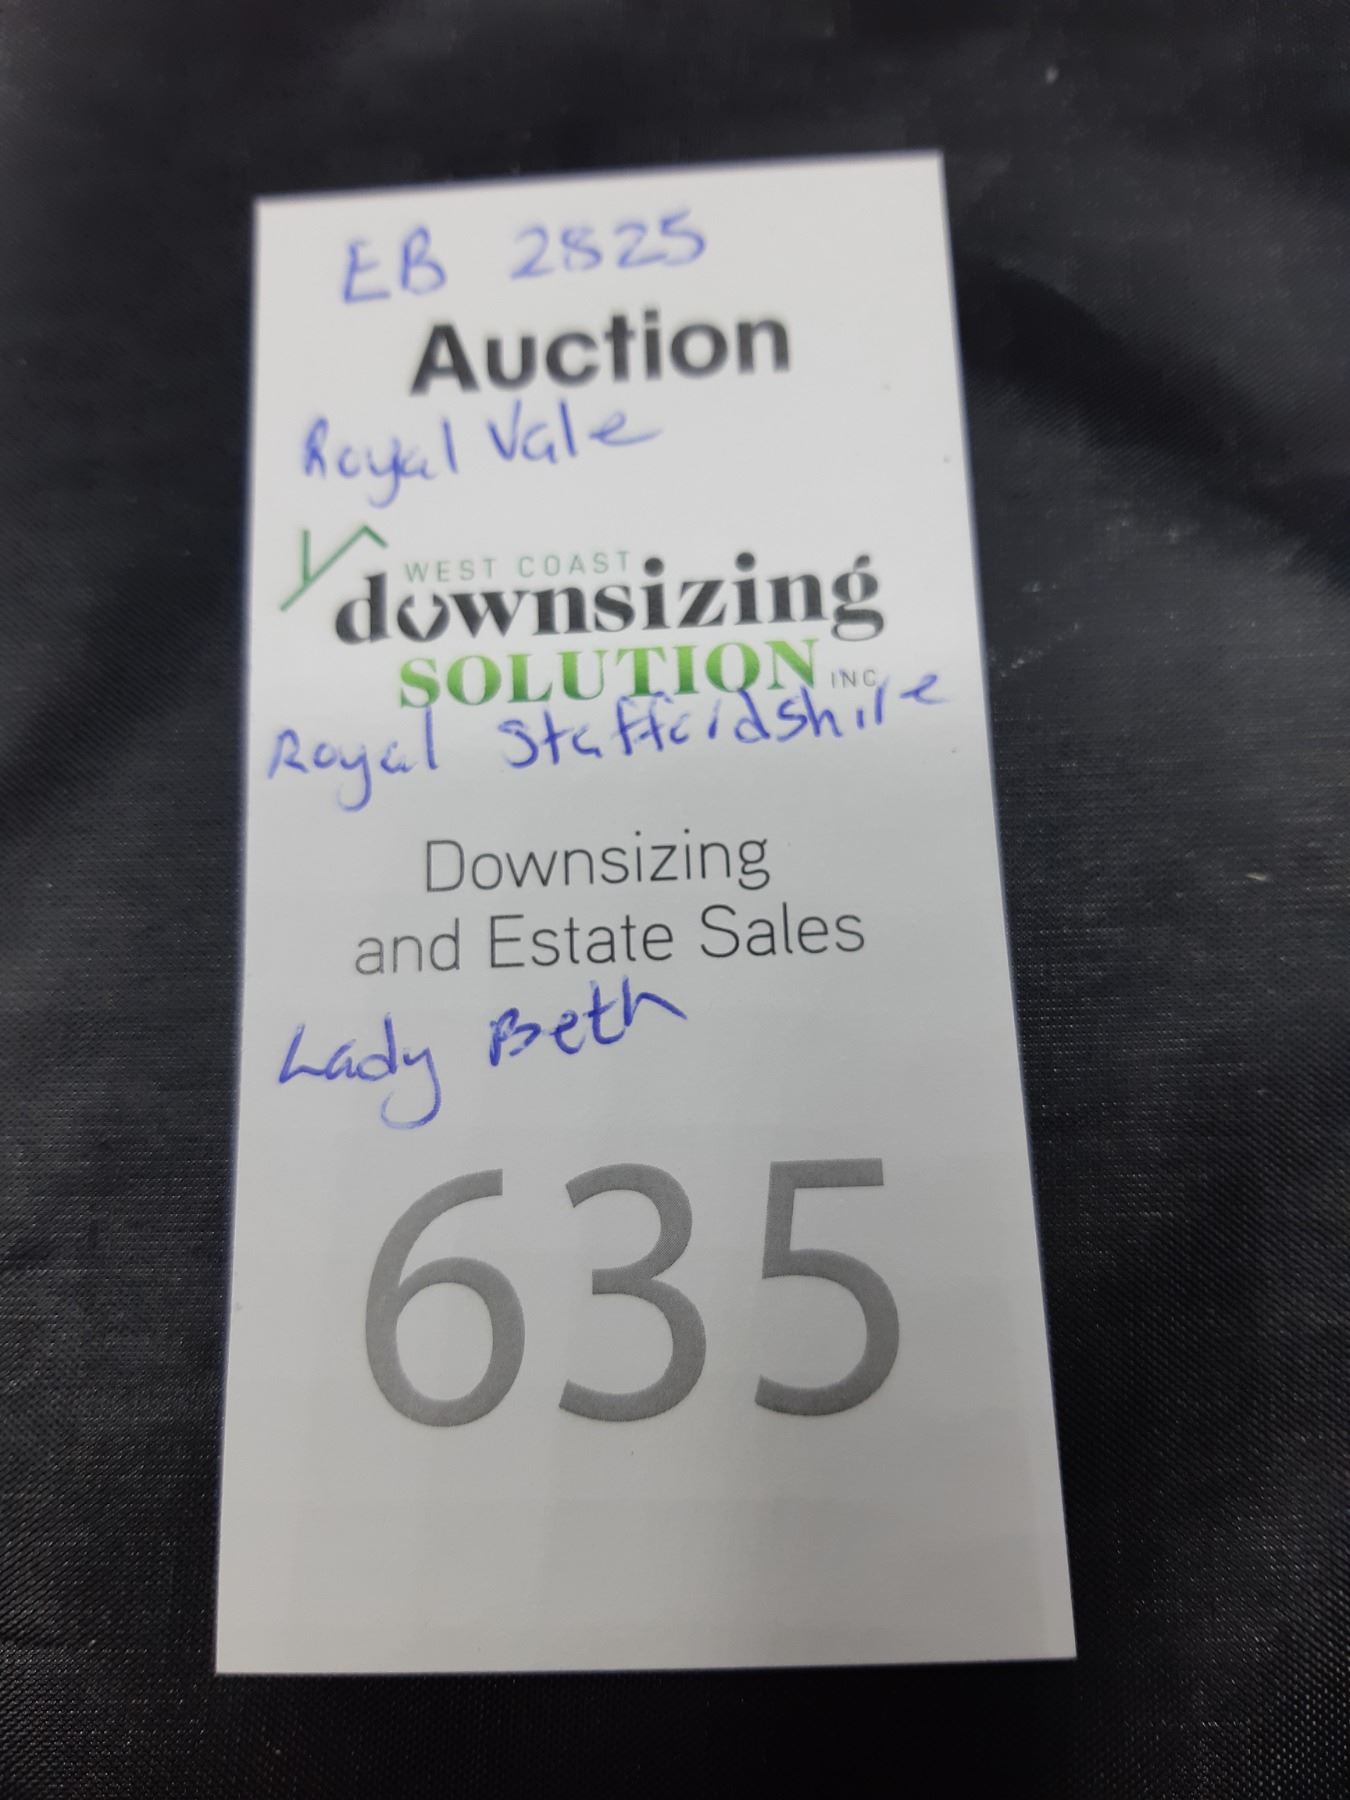 EB 2825
Auction
Royal Vale
WEST COAST
downsizing
SOLUTION INC
Royal Staffordshire
Downsizing
and Estate Sales
Lady Beth
635